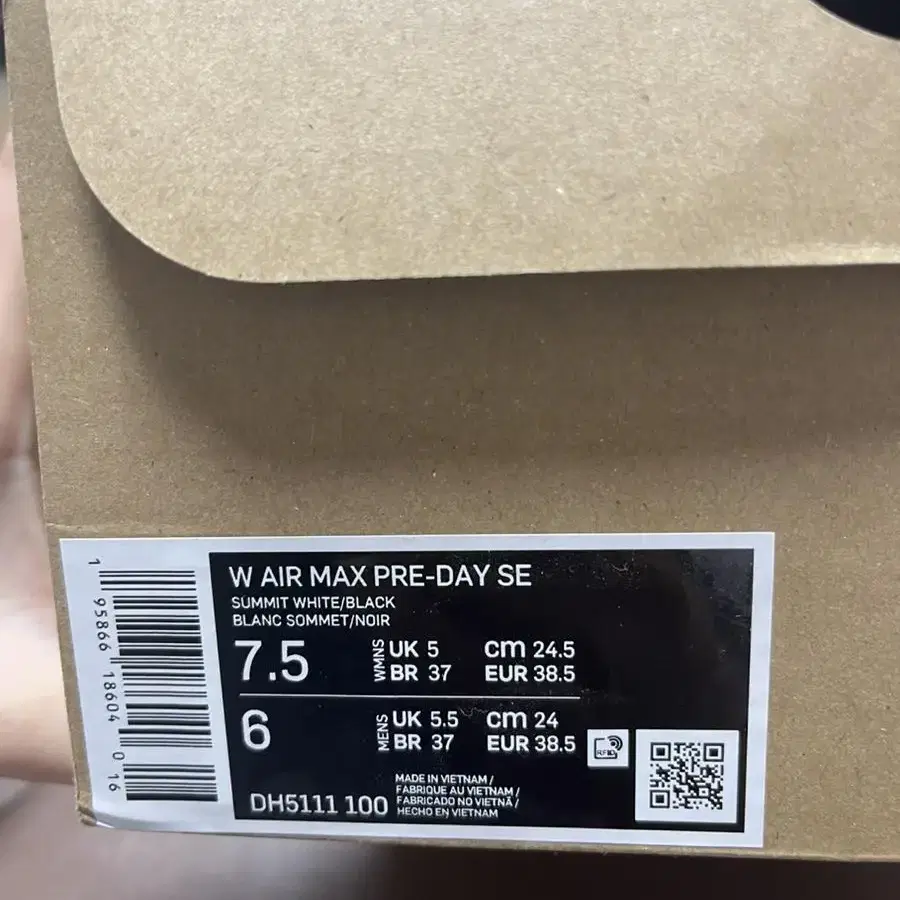 W AIR MAX PRE-DAY SE
SUMMIT WHITE/BLACK
BLANC SOMMET/NOIR
7.5 WMNS UK 5 cm 24.5
BR 37 EUR 38.5
6 MENS UK 5.5 cm 24
BR 37 EUR 38.5
RFID
DH5111 100
MADE IN VIETNAM /
FABRIQUE AU VIETNAM /
FABRICADO NO VIETNÃ /
HECHO EN VIETNAM
1 95866 18604 0 16